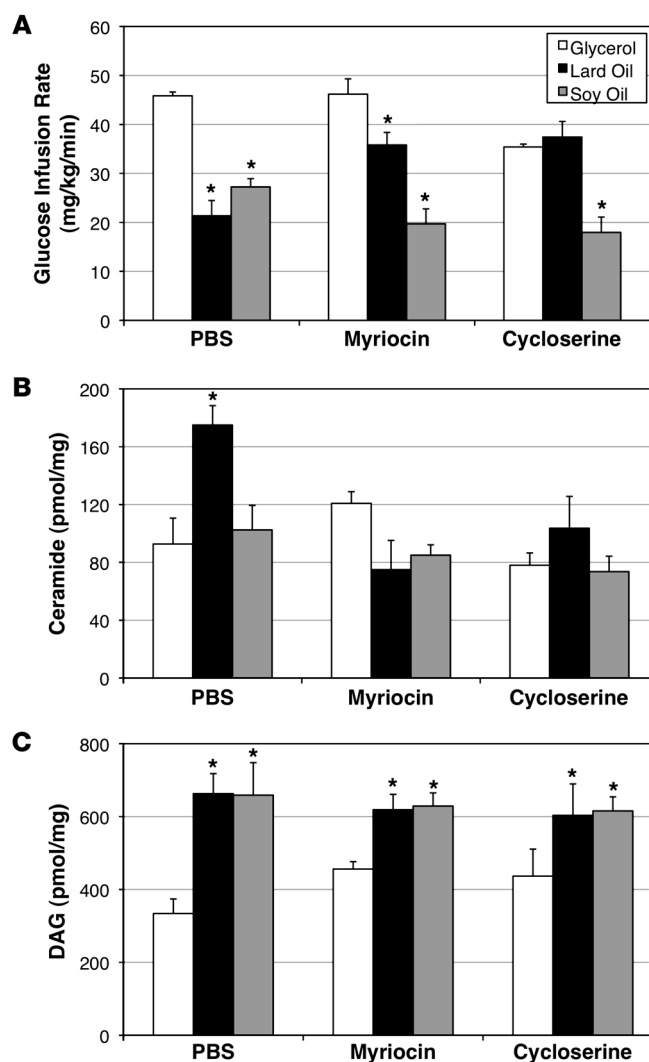 A
Glucose Infusion Rate
(mg/kg/min)
60
50
40
30
20
10
0
Glycerol
Lard Oil
Soy Oil
*
*
*
*
*
PBS
Myriocin
Cycloserine
B
Ceramide (pmol/mg)
200
160
120
80
40
0
*
PBS
Myriocin
Cycloserine
C
DAG (pmol/mg)
800
600
400
200
0
*
*
*
*
*
*
PBS
Myriocin
Cycloserine